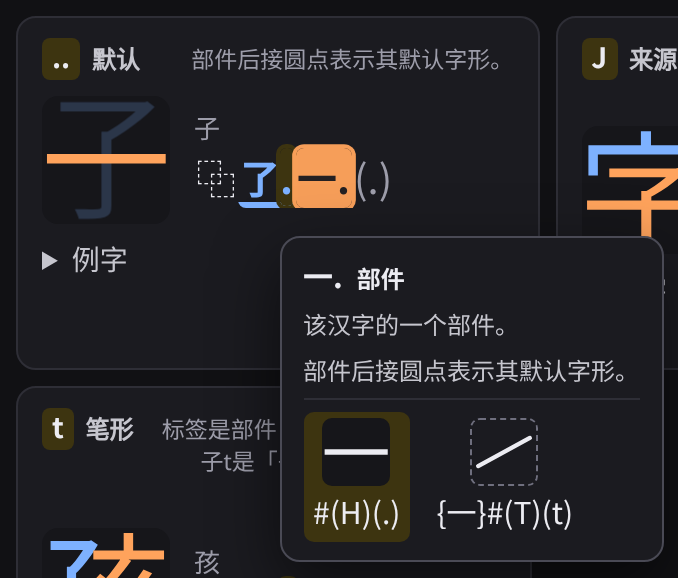 .. 默认 部件后接圆点表示其默认字形。
子
子
⿻了.一.(.)
▶ 例字
J 来源
字
一. 部件
该汉字的一个部件。
部件后接圆点表示其默认字形。
#(H)(.) {一}#(T)(t)
t 笔形 标签是部件
子t是「
孩
孩